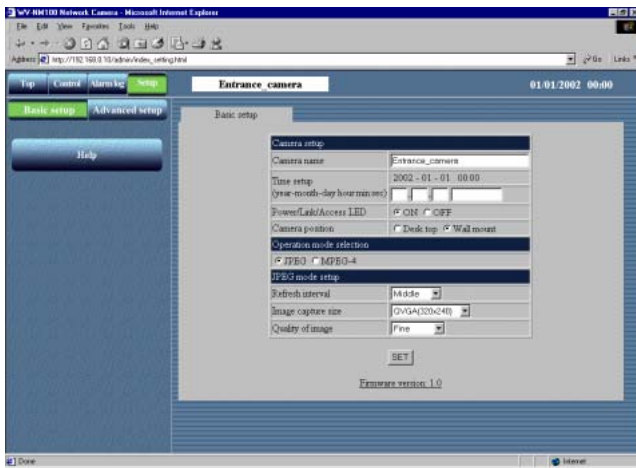 WV-NM100 Network Camera - Microsoft Internet Explorer
File Edit View Favorites Tools Help
Address http://192.168.0.10/admin/index_setting.html Go Links
Top Control Alarm log Setup Entrance_camera 01/01/2002 00:00
Basic setup Advanced setup
Help
Basic setup
Camera setup
Camera name Entrance_camera
Time setup 2002 - 01 - 01 00:00
(year-month-day hour:min:sec)
Power/Link/Access LED ON OFF
Camera position Desk top Wall mount
Operation mode selection
JPEG MPEG-4
JPEG mode setup
Refresh interval Middle
Image capture size QVGA(320x240)
Quality of image Fine
SET
Firmware version: 1.0
Done Internet